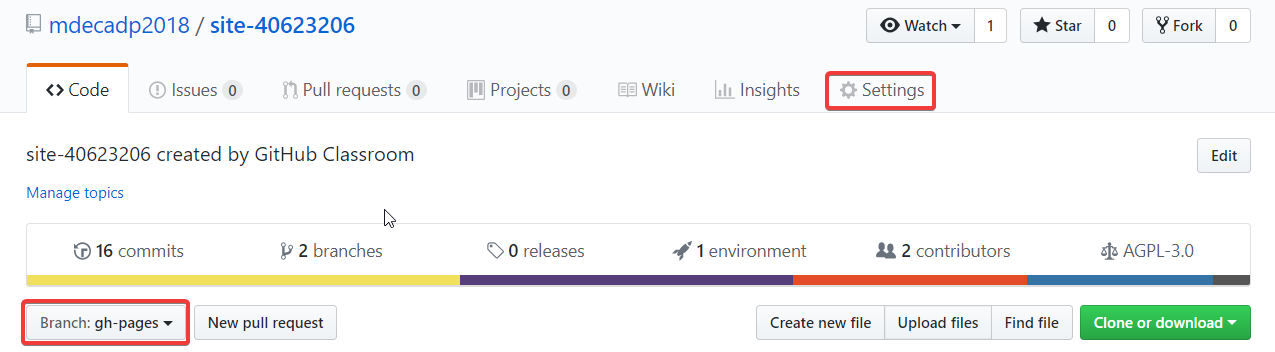 mdecadp2018 / site-40623206 Watch 1 Star 0 Fork 0
Code Issues 0 Pull requests 0 Projects 0 Wiki Insights Settings
site-40623206 created by GitHub Classroom Edit
Manage topics
16 commits 2 branches 0 releases 1 environment 2 contributors AGPL-3.0
Branch: gh-pages New pull request Create new file Upload files Find file Clone or download